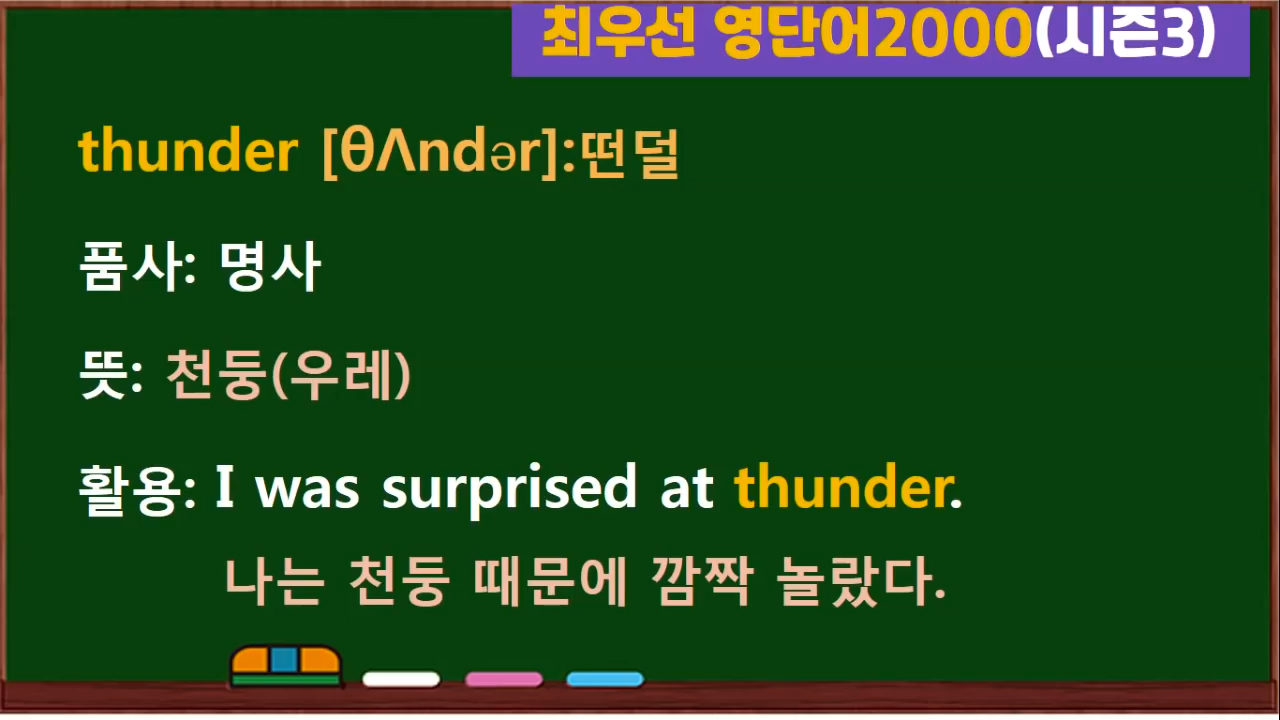 최우선 영단어2000(시즌3)
thunder [θΛndər]:떤덜
품사: 명사
뜻: 천둥(우레)
활용: I was surprised at thunder.
나는 천둥 때문에 깜짝 놀랐다.